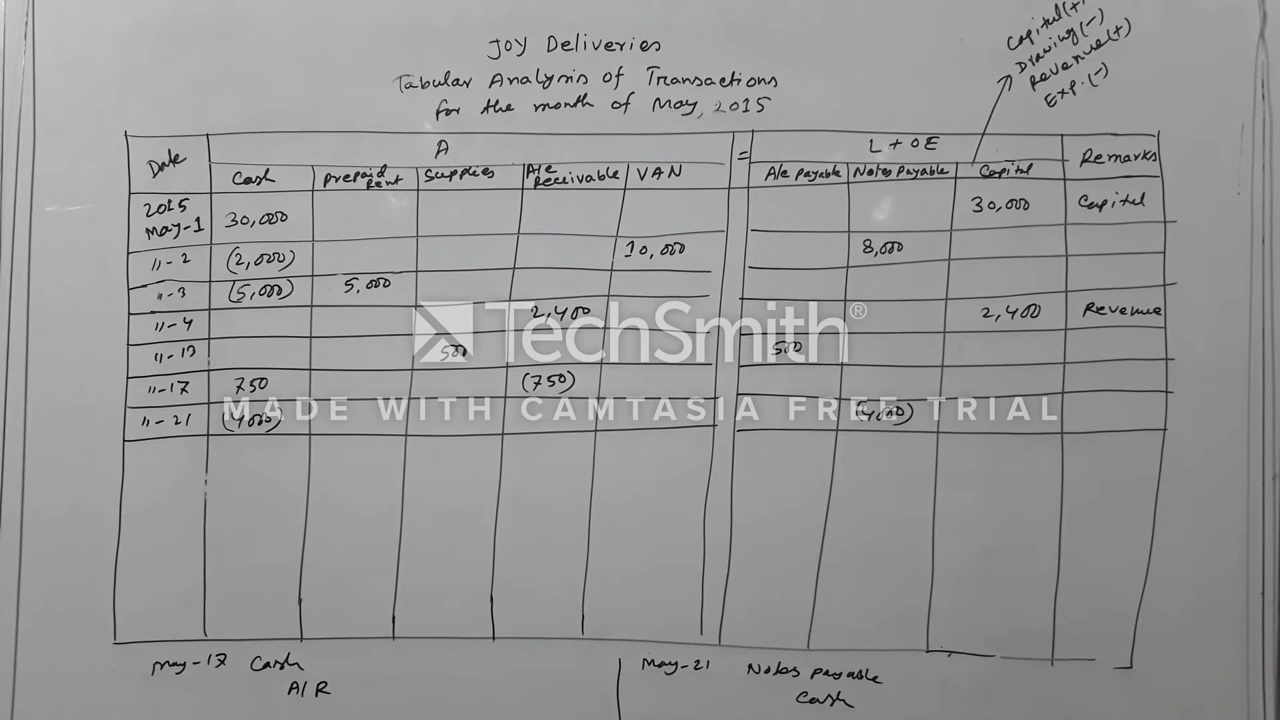 Joy Deliveries
Tabular Analysis of Transactions
for the month of May, 2015
Capital (+)
Drawing (-)
Revenue (+)
Exp. (-)
Date A = L + OE Remarks
Cash Prepaid Rent Supplies A/c Receivable VAN A/c payable Notes Payable Capital
2015
May-1 30,000 30,000 Capital
"-2 (2,000) 10,000 8,000
"-3 (5,000) 5,000
"-4 2,400 2,400 Revenue
"-13 500 500
"-17 750 (750)
"-21 (4000) (4000)
TechSmith®
MADE WITH CAMTASIA FREE TRIAL
May-17 Cash
A/R
May-21 Notes payable
Cash